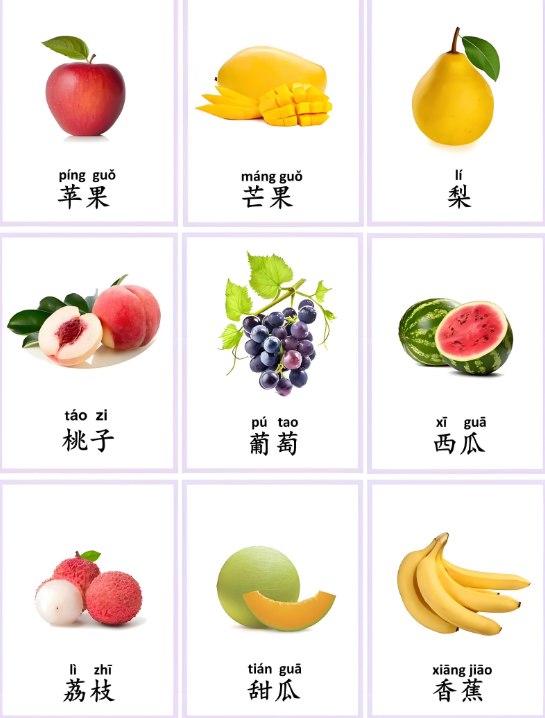 píng guǒ
苹果
máng guǒ
芒果
lí
梨
táo zi
桃子
pú tao
葡萄
xī guā
西瓜
lì zhī
荔枝
tián guā
甜瓜
xiāng jiāo
香蕉